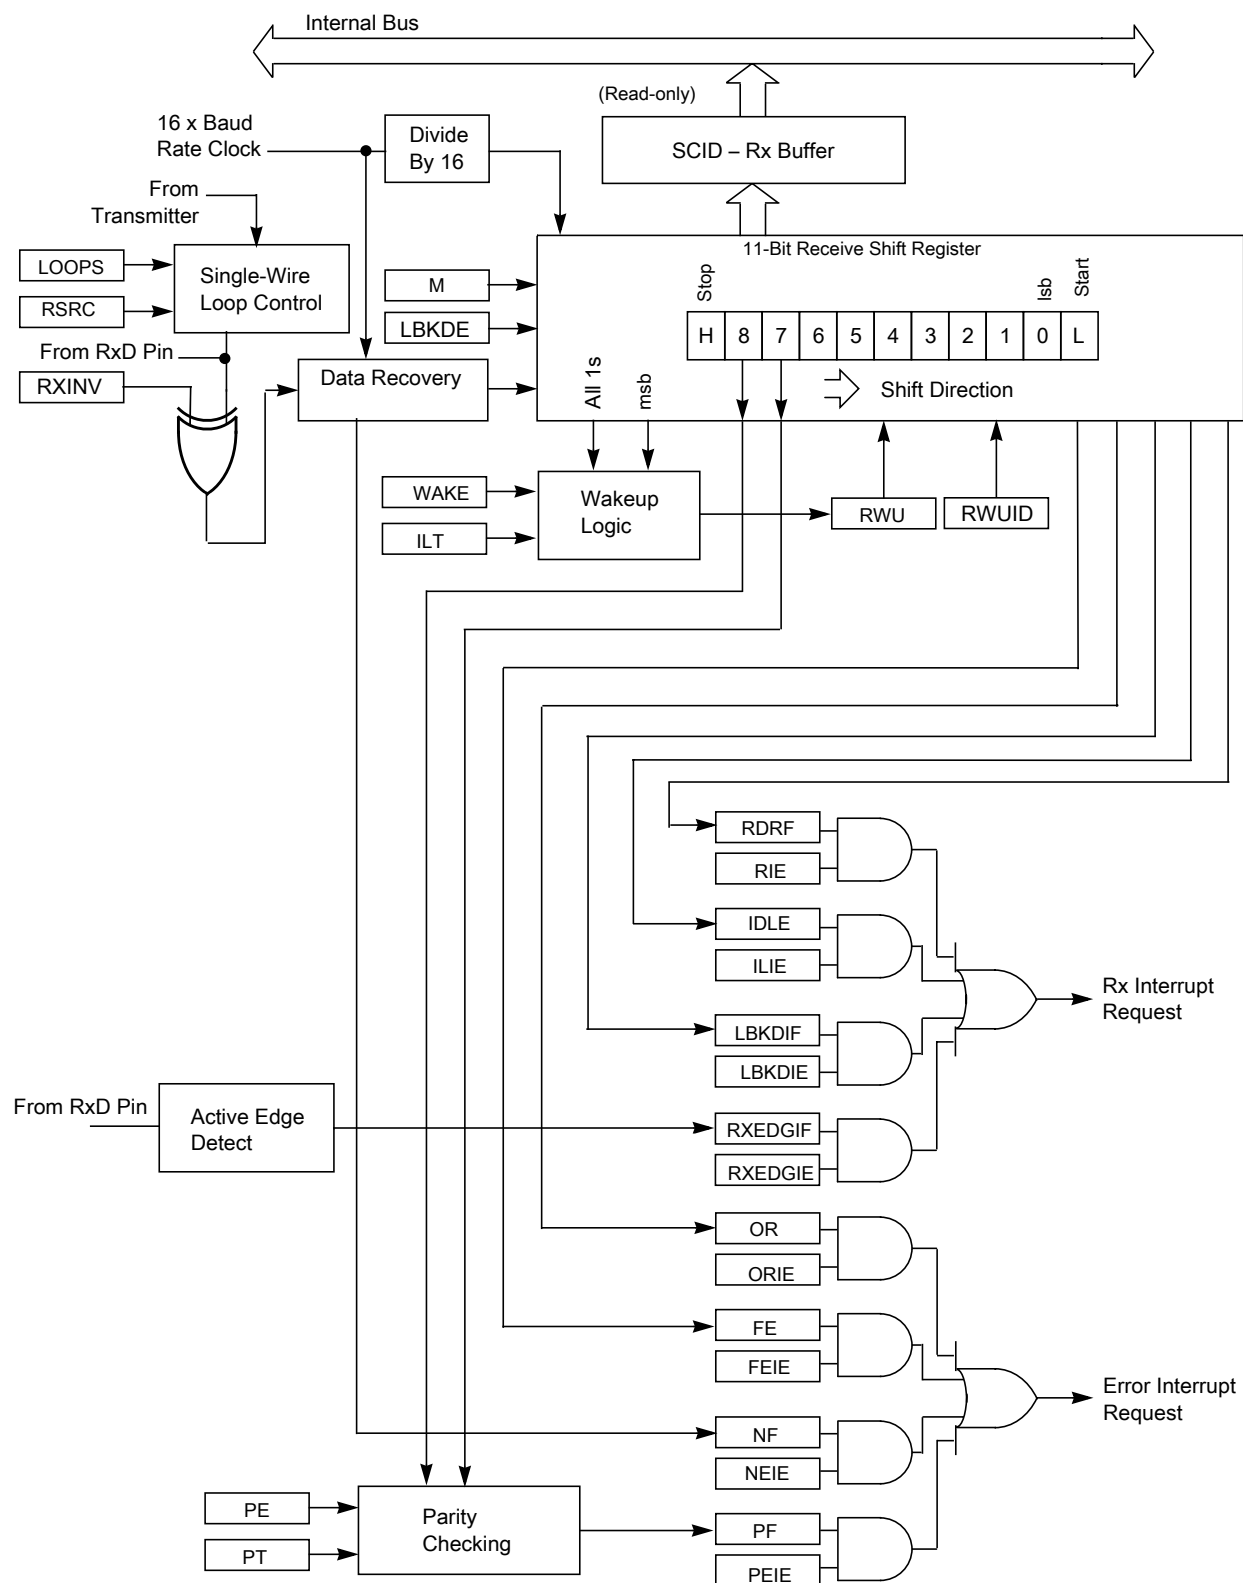 Internal Bus
(Read-only)
16 x Baud
Rate Clock
Divide
By 16
SCID – Rx Buffer
From
Transmitter
11-Bit Receive Shift Register
LOOPS
RSRC
Single-Wire
Loop Control
M
LBKDE
Stop
lsb
Start
H 8 7 6 5 4 3 2 1 0 L
From RxD Pin
RXINV
Data Recovery
All 1s
msb
Shift Direction
WAKE
ILT
Wakeup
Logic
RWU
RWUID
RDRF
RIE
IDLE
ILIE
Rx Interrupt
Request
LBKDIF
LBKDIE
From RxD Pin
Active Edge
Detect
RXEDGIF
RXEDGIE
OR
ORIE
FE
FEIE
Error Interrupt
Request
NF
NEIE
PE
PT
Parity
Checking
PF
PEIE